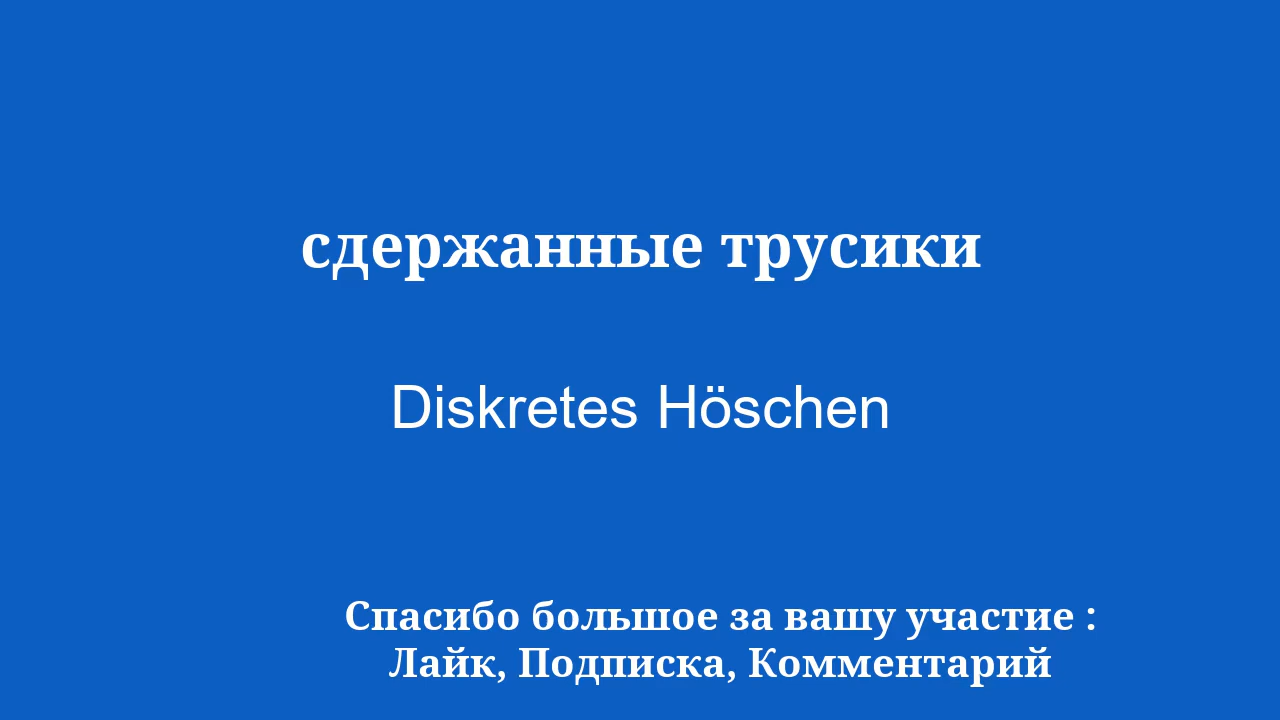 сдержанные трусики
Diskretes Höschen
Спасибо большое за вашу участие :
Лайк, Подписка, Комментарий